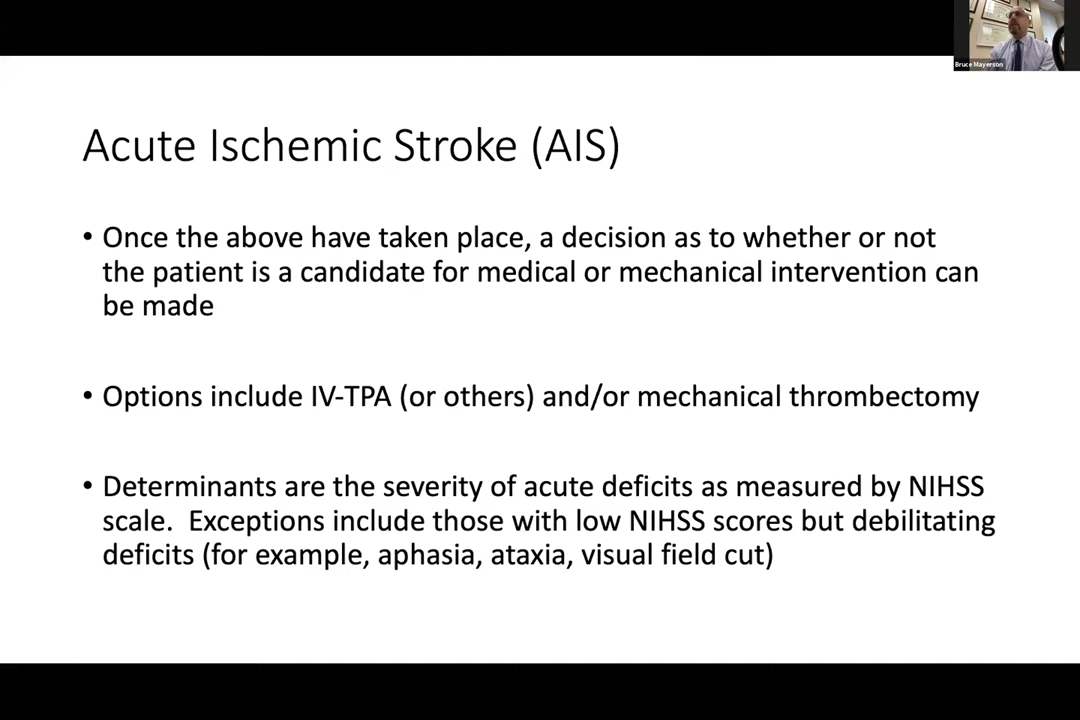 Bruce Mayerson
Acute Ischemic Stroke (AIS)
• Once the above have taken place, a decision as to whether or not
the patient is a candidate for medical or mechanical intervention can
be made
• Options include IV-TPA (or others) and/or mechanical thrombectomy
• Determinants are the severity of acute deficits as measured by NIHSS
scale.  Exceptions include those with low NIHSS scores but debilitating
deficits (for example, aphasia, ataxia, visual field cut)